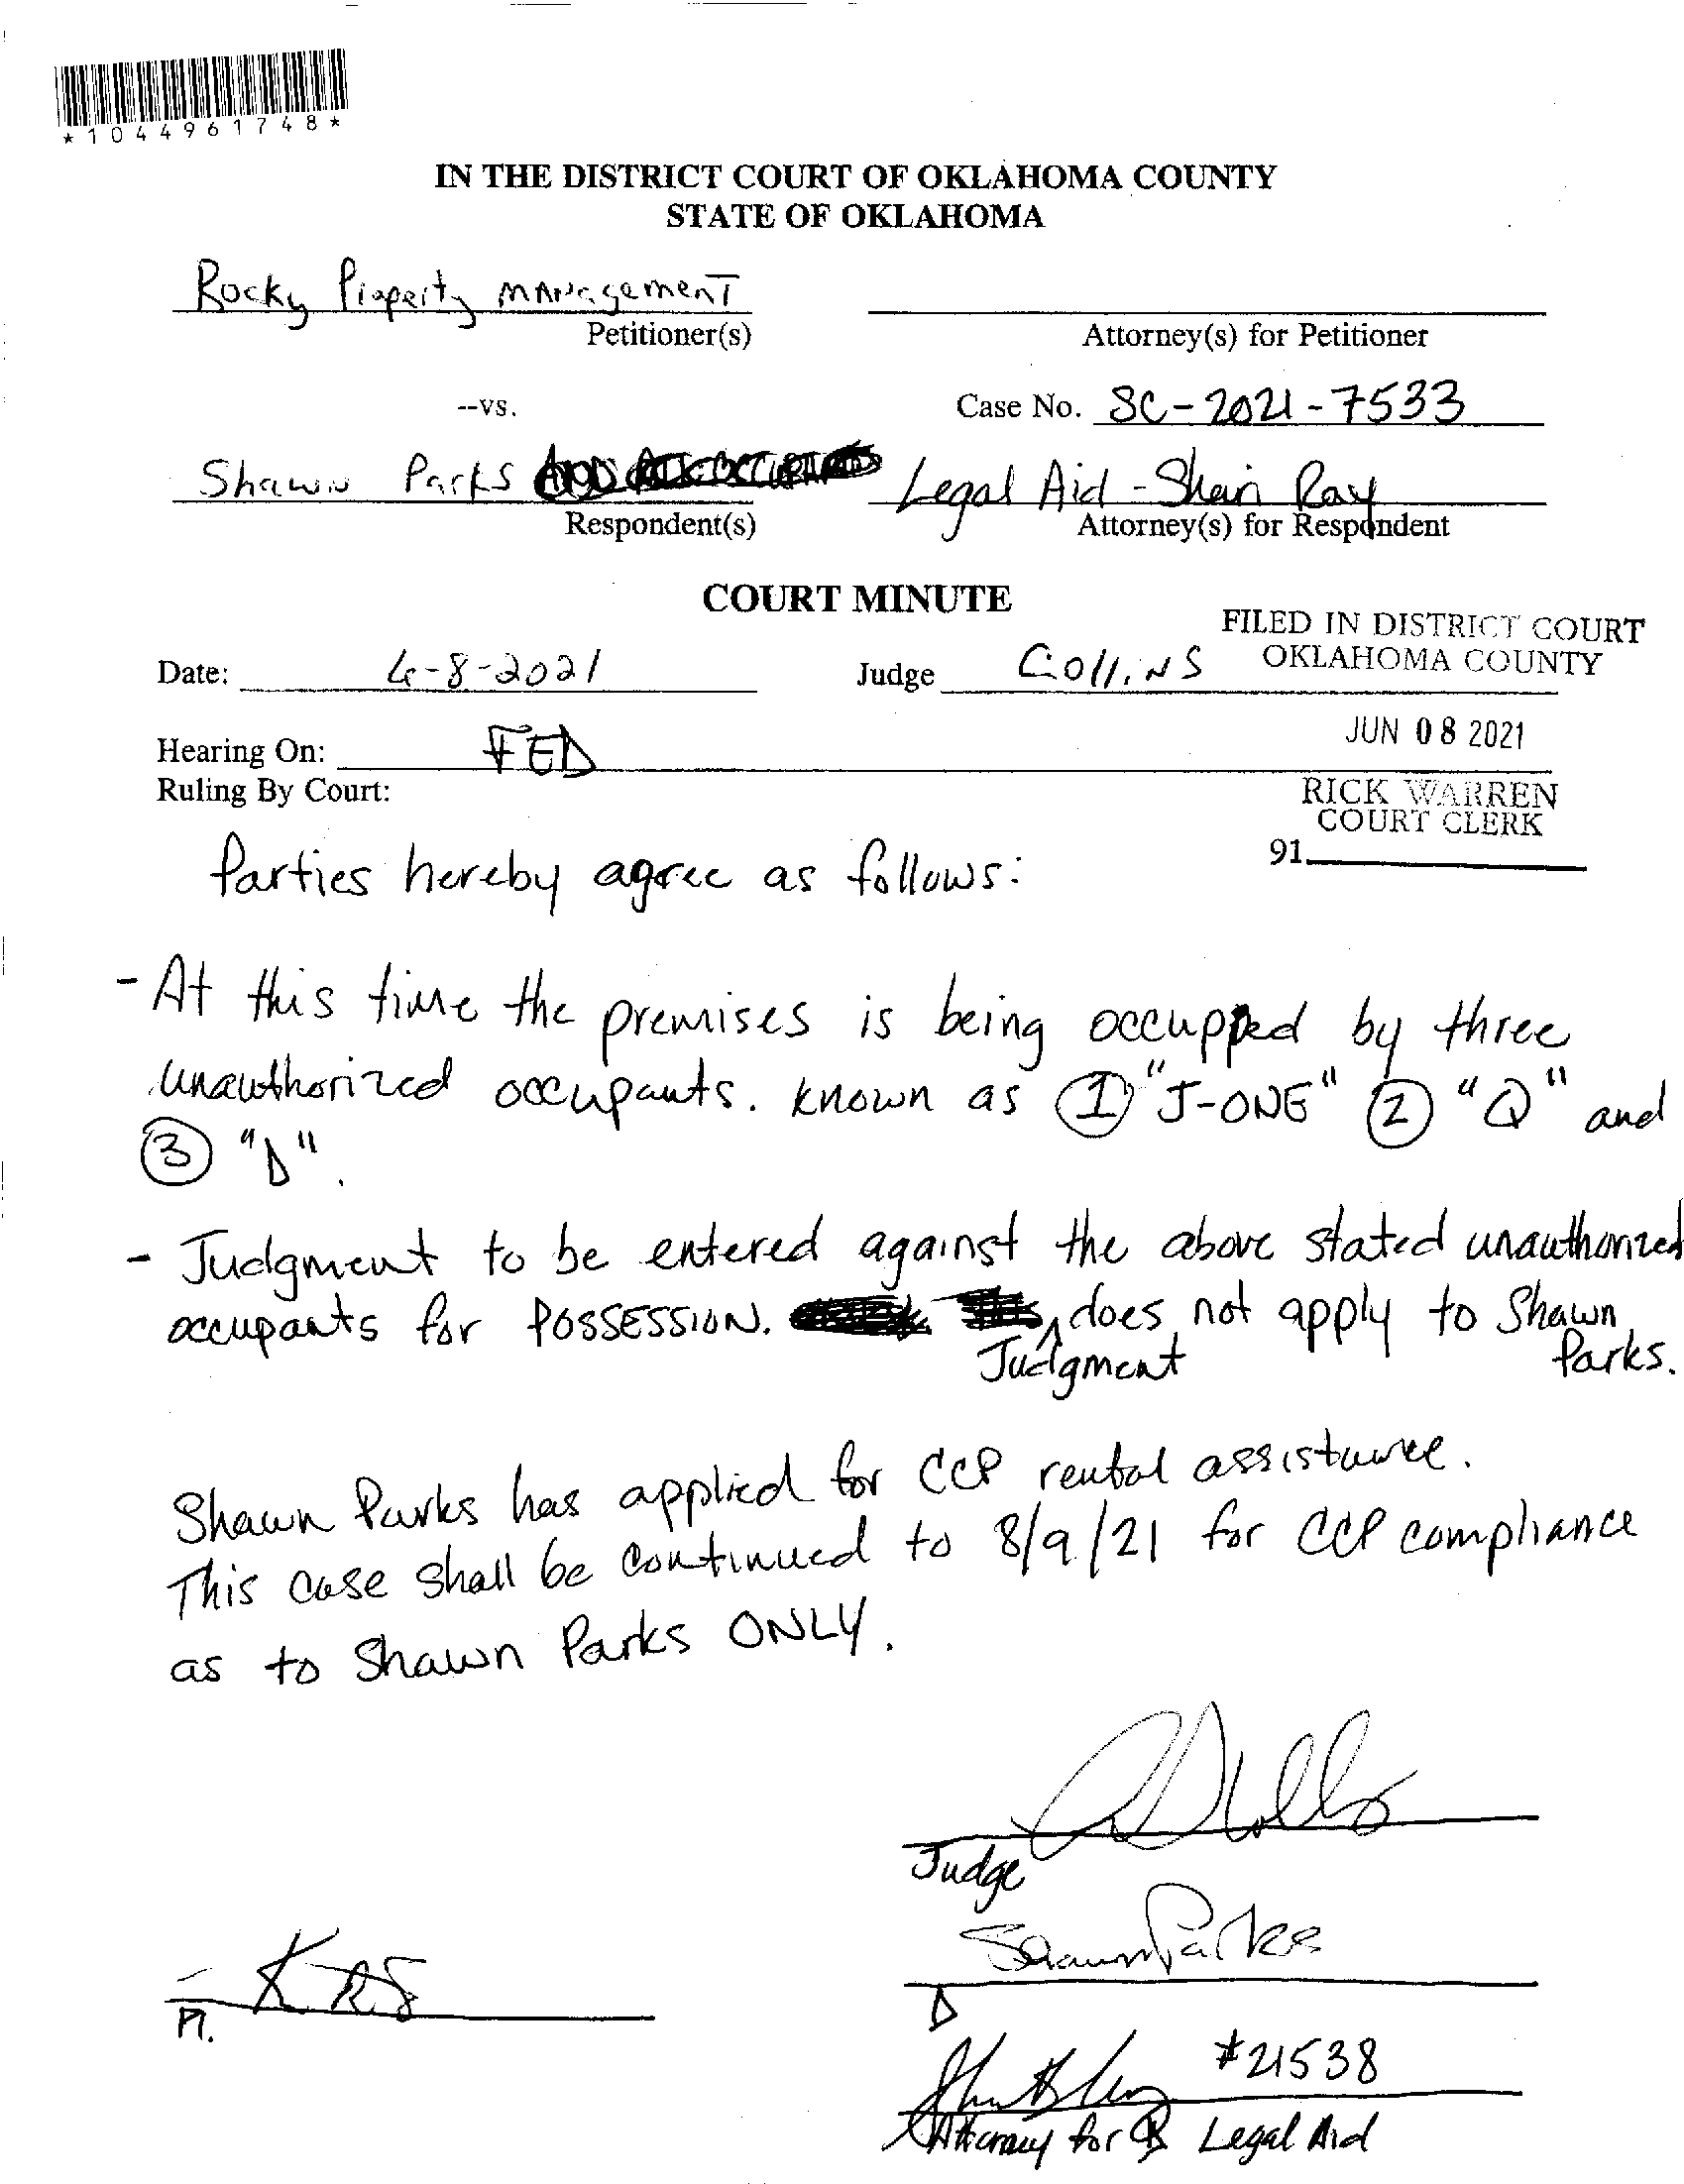 *1044961748*
IN THE DISTRICT COURT OF OKLAHOMA COUNTY
STATE OF OKLAHOMA
Rocky Property MANAgemenT
Petitioner(s)
Attorney(s) for Petitioner
--vs.
Case No. SC-2021-7533
Shawn Parks
Legal Aid - Shain Ray
Respondent(s)
Attorney(s) for Respondent
COURT MINUTE
FILED IN DISTRICT COURT
OKLAHOMA COUNTY
Date: 6-8-2021
Judge Collins
JUN 08 2021
Hearing On: FED
Ruling By Court:
RICK WARREN
COURT CLERK
91
Parties hereby agree as follows:
- At this time the premises is being occupped by three
unauthorized occupants. known as 1 "J-ONE" 2 "Q" and
3 "D".
- Judgment to be entered against the above stated unauthorized
occupants for POSSESSION. Judgment does not apply to Shawn
Parks.
Shawn Parks has applied for CCP rental assistance.
This case shall be continued to 8/9/21 for CCP compliance
as to Shawn Parks ONLY.
Judge
Shawn Parks
Pl.
D
#21538
Attorney for Legal Aid